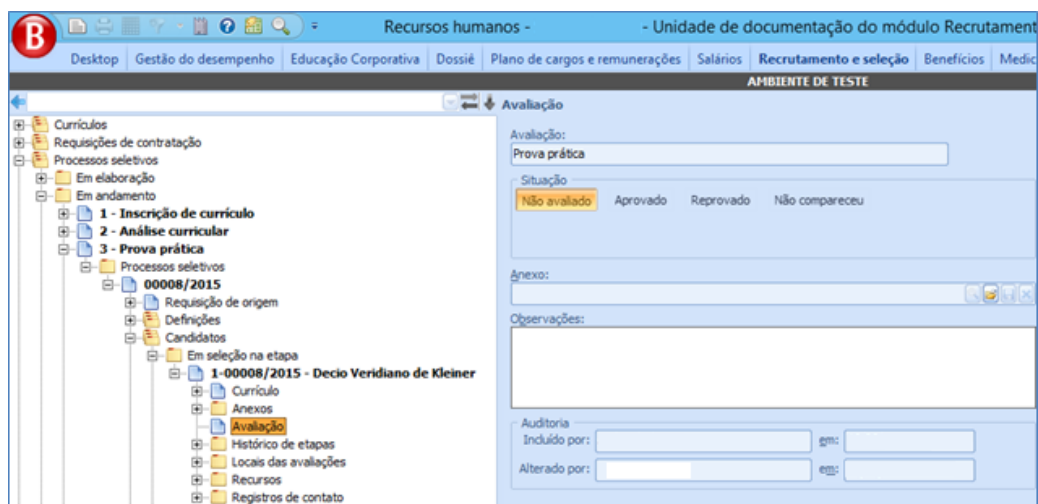 B
Recursos humanos - - Unidade de documentação do módulo Recrutament
Desktop Gestão do desempenho Educação Corporativa Dossiê Plano de cargos e remunerações Salários Recrutamento e seleção Benefícios Medic
AMBIENTE DE TESTE
Currículos
Requisições de contratação
Processos seletivos
Em elaboração
Em andamento
1 - Inscrição de currículo
2 - Análise curricular
3 - Prova prática
Processos seletivos
00008/2015
Requisição de origem
Definições
Candidatos
Em seleção na etapa
1-00008/2015 - Decio Veridiano de Kleiner
Currículo
Anexos
Avaliação
Histórico de etapas
Locais das avaliações
Recursos
Registros de contato
Avaliação
Avaliação:
Prova prática
Situação
Não avaliado Aprovado Reprovado Não compareceu
Anexo:
Observações:
Auditoria
Incluído por: em:
Alterado por: em: